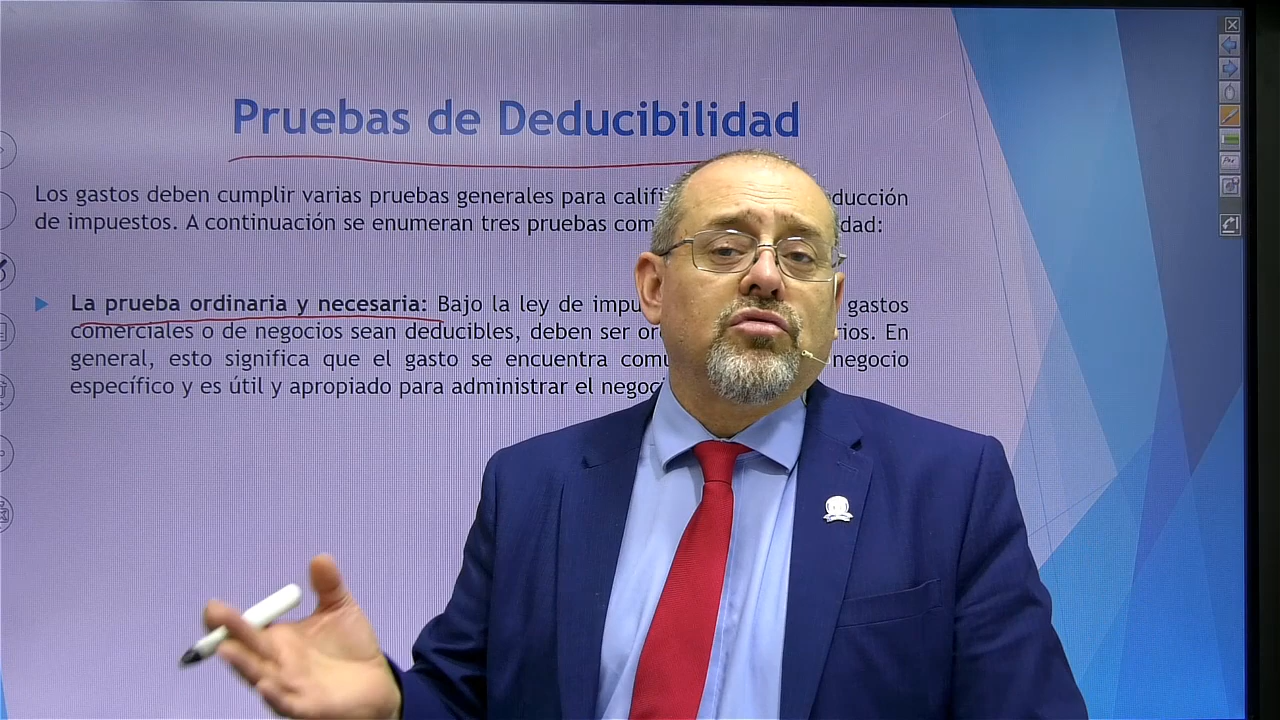 Pruebas de Deducibilidad
Los gastos deben cumplir varias pruebas generales para calif educción
de impuestos. A continuación se enumeran tres pruebas com dad:
La prueba ordinaria y necesaria: Bajo la ley de impu gastos
comerciales o de negocios sean deducibles, deben ser or rios. En
general, esto significa que el gasto se encuentra comu negocio
específico y es útil y apropiado para administrar el negoci